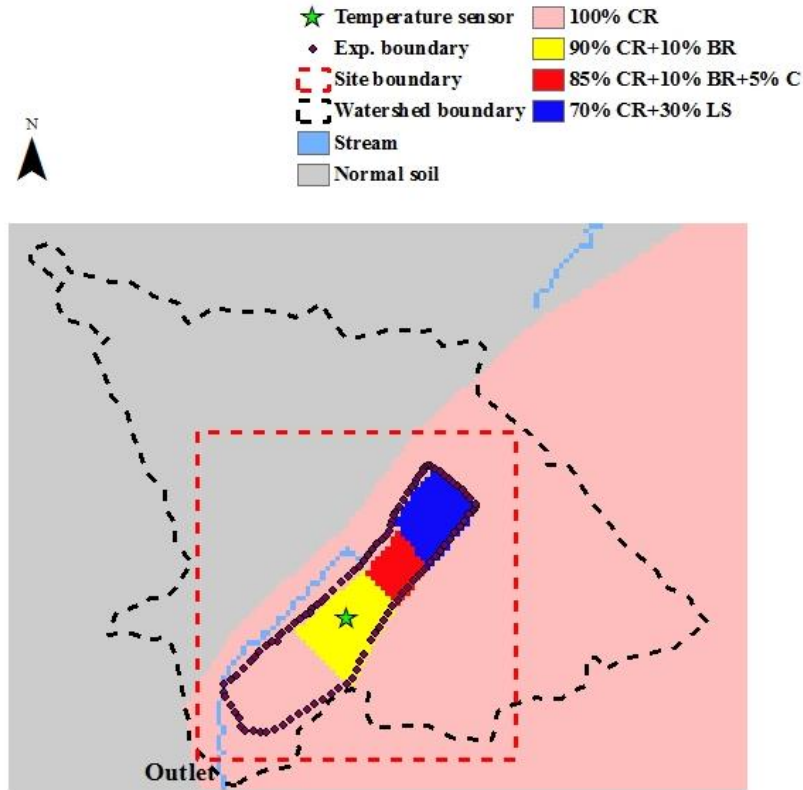 Temperature sensor
Exp. boundary
Site boundary
Watershed boundary
Stream
Normal soil
100% CR
90% CR+10% BR
85% CR+10% BR+5% C
70% CR+30% LS
N
Outlet